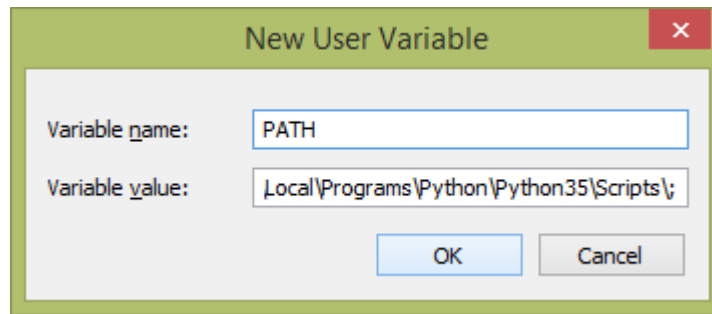 New User Variable
Variable name: PATH
Variable value: Local\Programs\Python\Python35\Scripts\;
OK Cancel